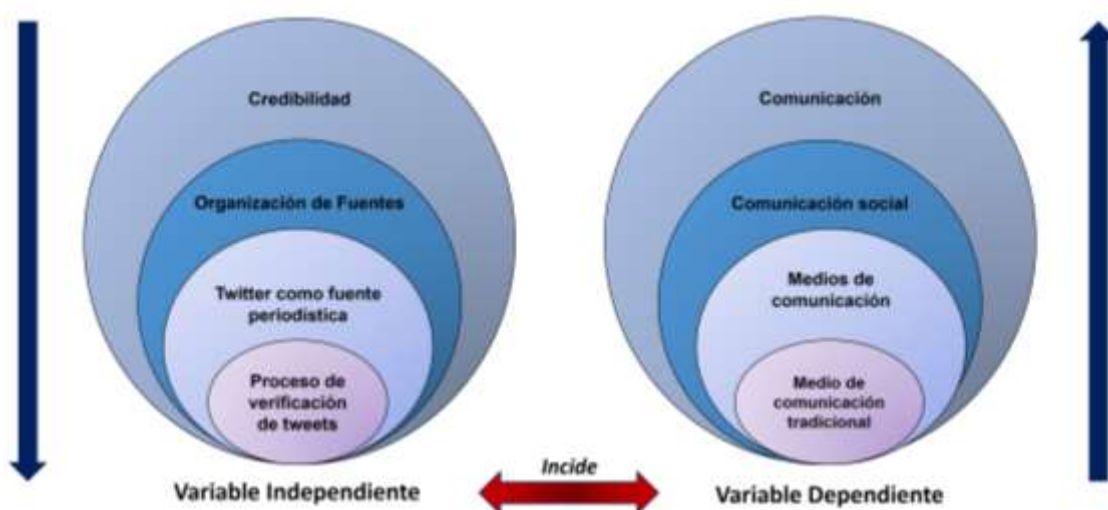 Credibilidad
Organización de Fuentes
Twitter como fuente
periodística
Proceso de
verificación
de tweets
Variable Independiente
Incide
Comunicación
Comunicación social
Medios de
comunicación
Medio de
comunicación
tradicional
Variable Dependiente